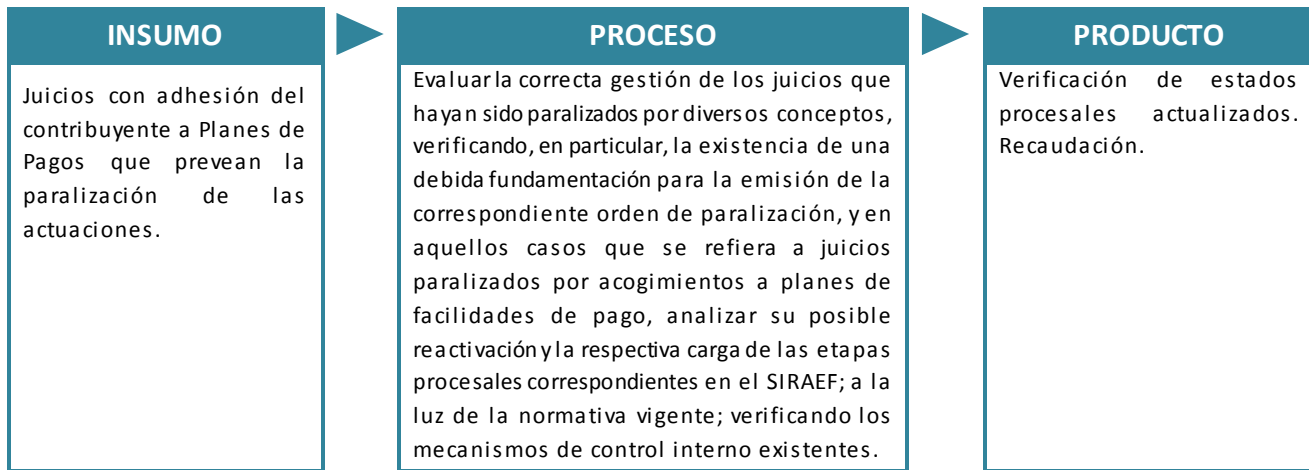 INSUMO
Juicios con adhesión del
contribuyente a Planes de
Pagos que prevean la
paralización de las
actuaciones.
PROCESO
Evaluar la correcta gestión de los juicios que
hayan sido paralizados por diversos conceptos,
verificando, en particular, la existencia de una
debida fundamentación para la emisión de la
correspondiente orden de paralización, y en
aquellos casos que se refiera a juicios
paralizados por acogimientos a planes de
facilidades de pago, analizar su posible
reactivación y la respectiva carga de las etapas
procesales correspondientes en el SIRAEF; a la
luz de la normativa vigente; verificando los
mecanismos de control interno existentes.
PRODUCTO
Verificación de estados
procesales actualizados.
Recaudación.